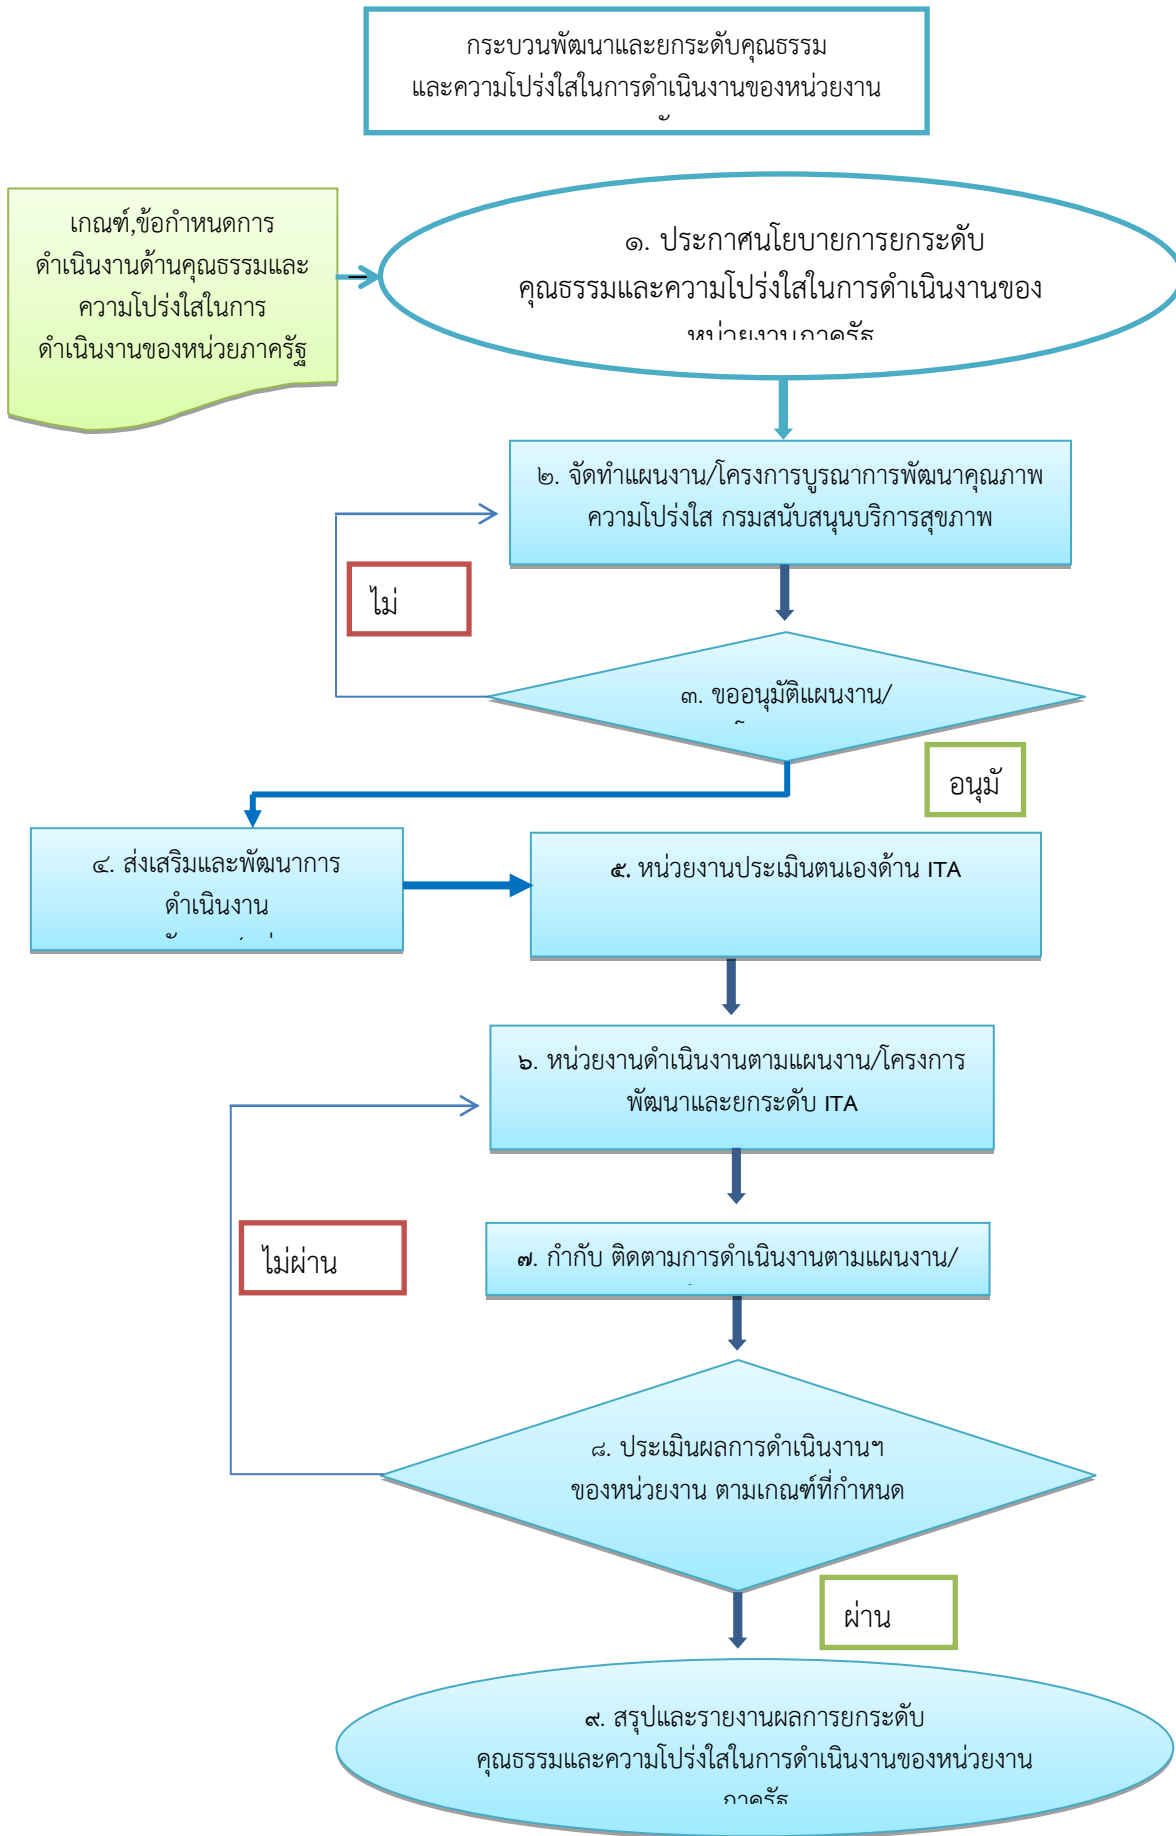 กระบวนพัฒนาและยกระดับคุณธรรม
และความโปร่งใสในการดำเนินงานของหน่วยงาน
เกณฑ์,ข้อกำหนดการ
ดำเนินงานด้านคุณธรรมและ
ความโปร่งใสในการ
ดำเนินงานของหน่วยภาครัฐ
๑. ประกาศนโยบายการยกระดับ
คุณธรรมและความโปร่งใสในการดำเนินงานของ
หน่วยงานภาครัฐ
๒. จัดทำแผนงาน/โครงการบูรณาการพัฒนาคุณภาพ
ความโปร่งใส กรมสนับสนุนบริการสุขภาพ
ไม่
๓. ขออนุมัติแผนงาน/
อนุมั
๔. ส่งเสริมและพัฒนาการ
ดำเนินงาน
๕. หน่วยงานประเมินตนเองด้าน ITA
๖. หน่วยงานดำเนินงานตามแผนงาน/โครงการ
พัฒนาและยกระดับ ITA
ไม่ผ่าน
๗. กำกับ ติดตามการดำเนินงานตามแผนงาน/
๘. ประเมินผลการดำเนินงานฯ
ของหน่วยงาน ตามเกณฑ์ที่กำหนด
ผ่าน
๙. สรุปและรายงานผลการยกระดับ
คุณธรรมและความโปร่งใสในการดำเนินงานของหน่วยงาน
ภาครัฐ